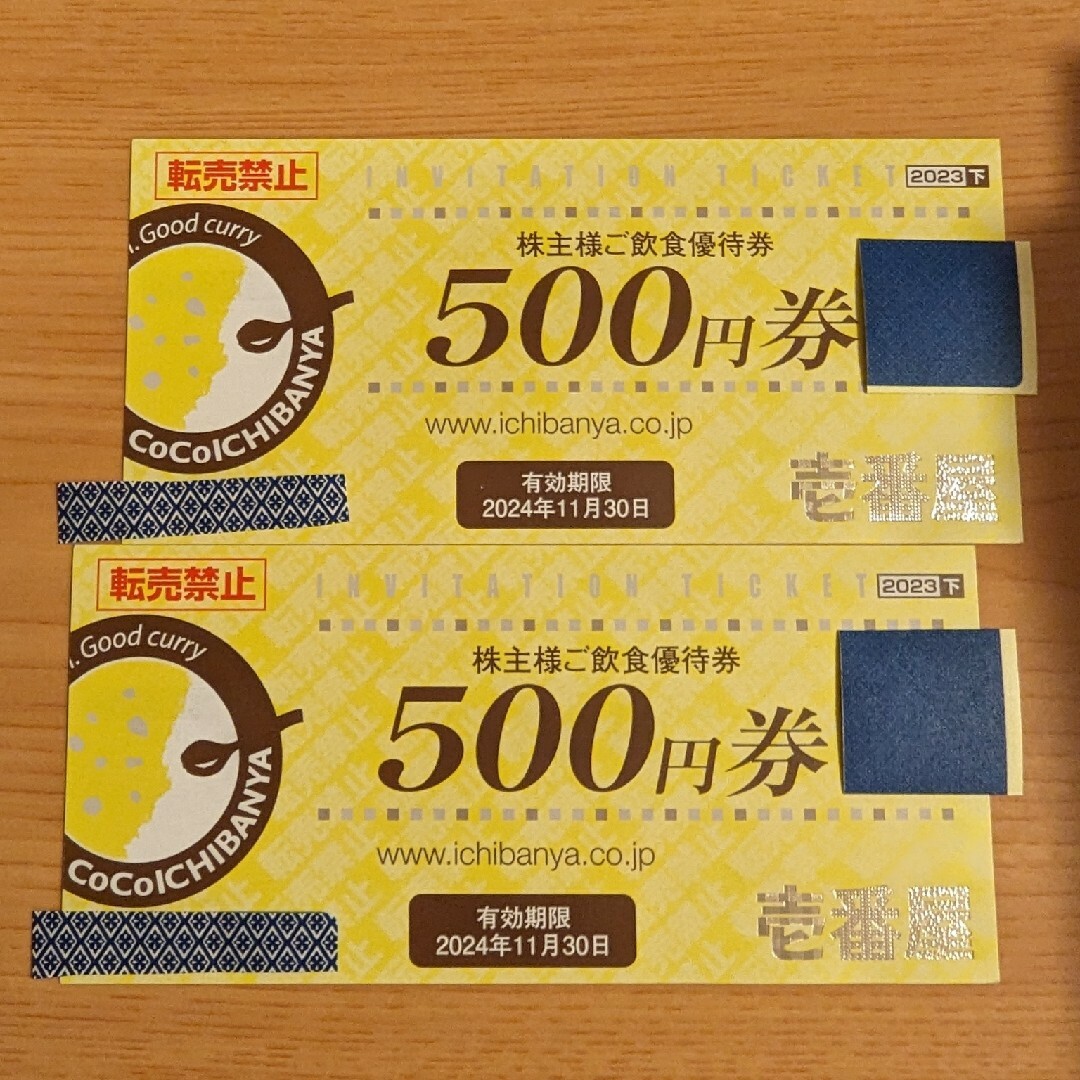 転売禁止
INVITATION TICKET
2023下
. Good curry
株主様ご飲食優待券
500円券
CoCoICHIBANYA
www.ichibanya.co.jp
有効期限
2024年11月30日
壱番屋
転売禁止
INVITATION TICKET
2023下
. Good curry
株主様ご飲食優待券
500円券
CoCoICHIBANYA
www.ichibanya.co.jp
有効期限
2024年11月30日
壱番屋